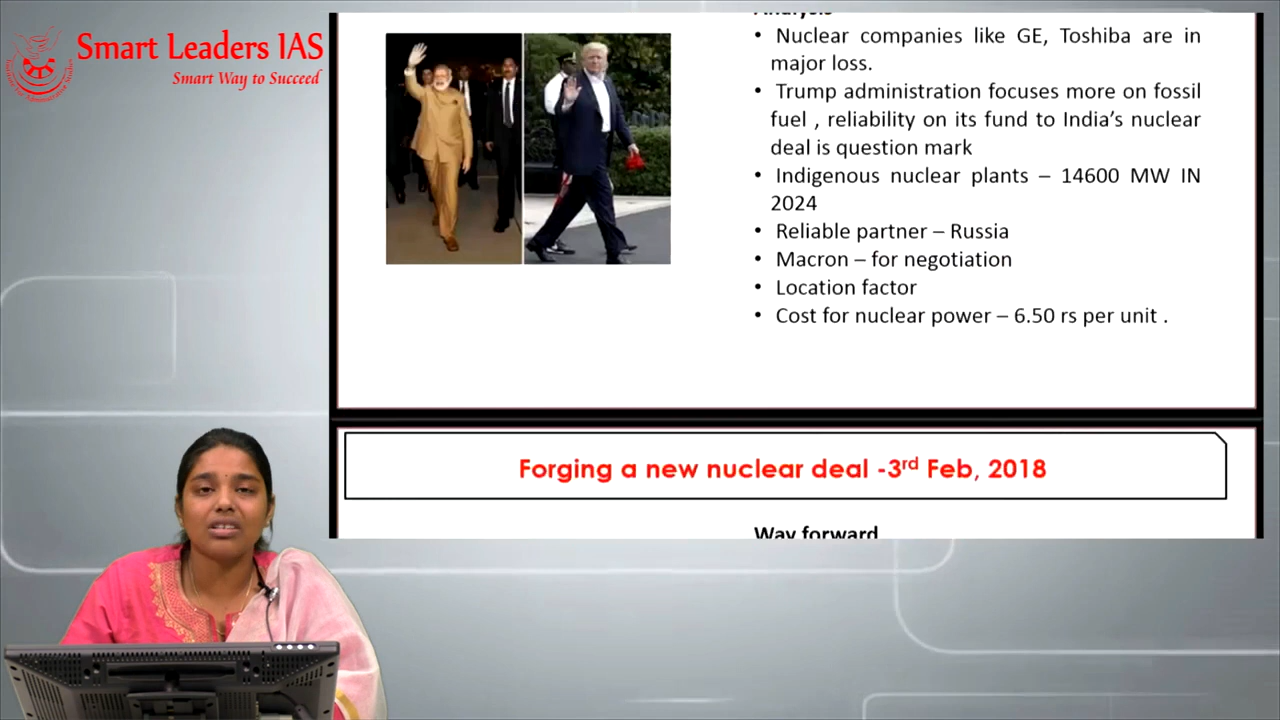 Smart Leaders IAS
Smart Way to Succeed
Analysis
• Nuclear companies like GE, Toshiba are in
major loss.
• Trump administration focuses more on fossil
fuel , reliability on its fund to India's nuclear
deal is question mark
• Indigenous nuclear plants – 14600 MW IN
2024
• Reliable partner – Russia
• Macron – for negotiation
• Location factor
• Cost for nuclear power – 6.50 rs per unit .
Forging a new nuclear deal -3rd Feb, 2018
Way forward